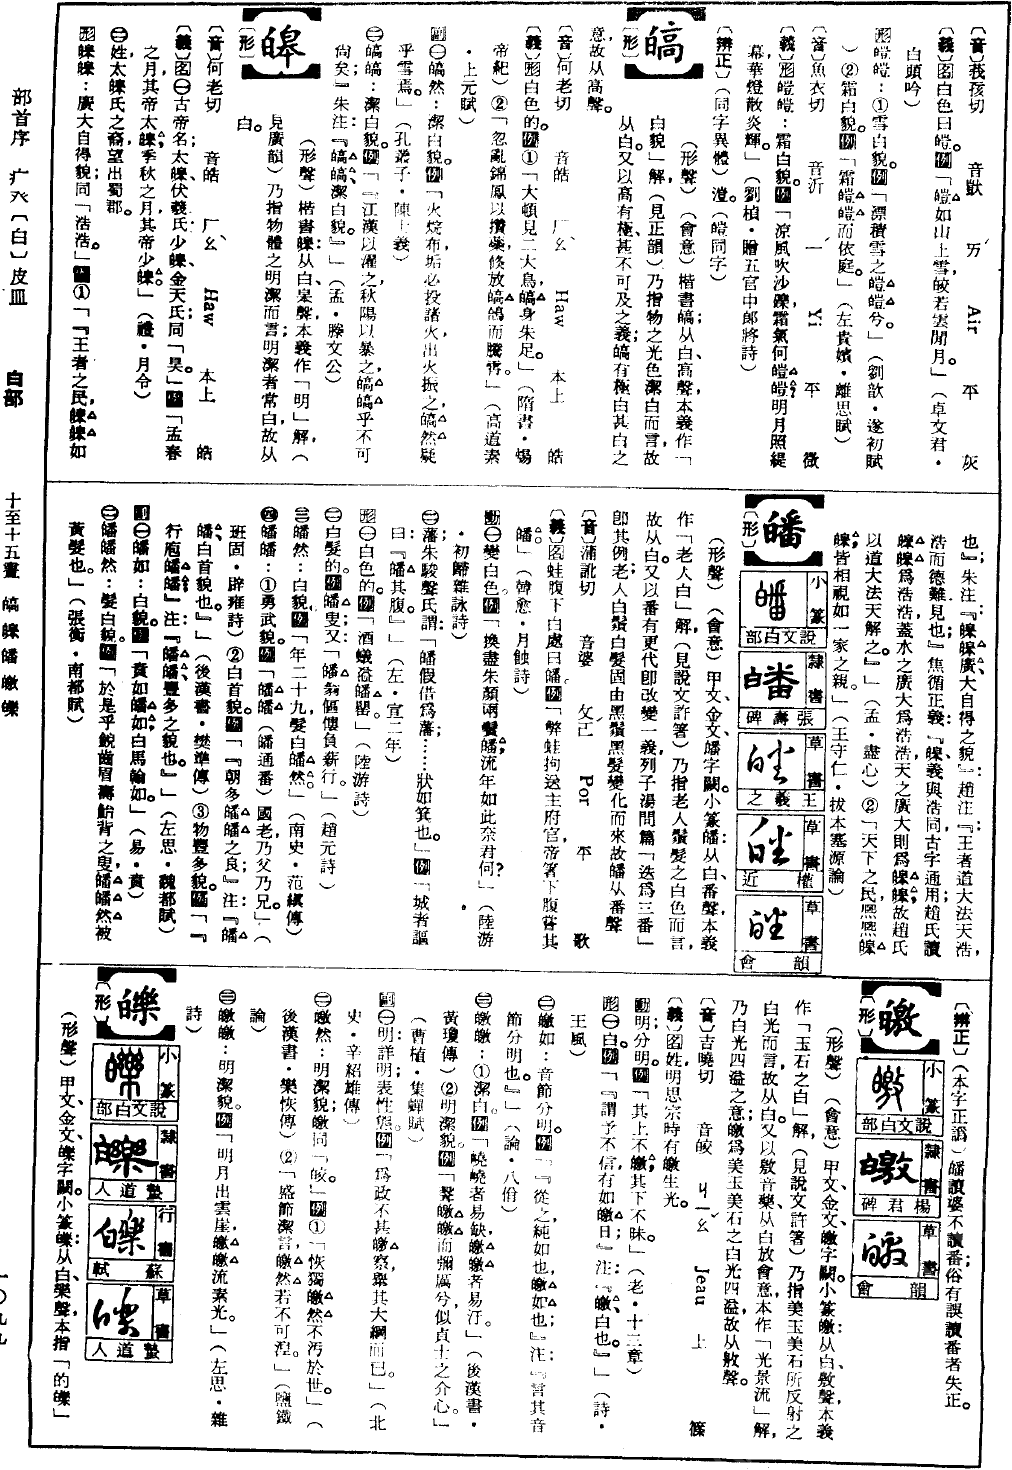 〔音〕莪孩切　音獃　ㄞˊ　Air　平　灰
〔義〕图白色曰皚。例「皚如山上雪皎若雲間月。」（卓文君・
白頭吟）
形皚皚：①雪白貌。例「漂積雪之皚皚兮。」（劉歆・遂初賦
）②霜白貌。例「霜皚皚而依庭。」（左貴嬪・離思賦）
〔音〕魚衣切　音沂　ㄧˊ　Yi　平　微
〔義〕形皚皚：霜白貌。例「涼風吹沙礫霜氣何皚皚明月照緹
幕華燈散炎輝。」（劉楨・贈五官中郎將詩）
〔辨正〕（同字異體）溰。（皚同字）
皜
〔形〕（形聲）（會意）楷書皜从白、高聲，本義作「
白貌」解（見正韻）乃指物之光色潔白而言，故
从白。又以高有極、甚不可及之義皜有極白甚白之
意，故从高聲。
〔音〕何老切　音皓　ㄏㄠˋ　Haw　本上　皓
〔義〕形白色的。例①「大頓見二大鳥皜身朱足。」（隋書・煬
帝紀）②「忽亂錦鳳以攢藥倏放皜鴿而騰霄。」（高道素
・上元賦）
副㊀皜然：潔白貌。例「火烷布垢必投諸火出火振之皜然疑
乎雪焉。」（孔叢子・陳士義）
㊁皜皜：潔白貌。例「『江漢以濯之秋陽以暴之皜皜乎不可
尚矣』朱注：『皜皜、潔白貌。』」（孟・滕文公）
皞
〔形〕（形聲）楷書皞从白、皋聲，本義作「明」解，（
見廣韻）乃指物體之明潔而言；明潔者常白，故从
白。
〔音〕何老切　音皓　ㄏㄠˋ　Haw　本上　皓
〔義〕图㊀古帝名太皞、伏羲氏；少皞、金天氏同「昊」例「孟春
之月其帝太皞；季秋之月其帝少皞。」（禮・月令）
㊁姓太皞氏之裔望出蜀郡。
形皞皞：廣大自得貌；同「浩浩。」例①「『王者之民，皞皞如
也。』朱注：『皞皞、廣大自得之貌。』趙注：『王者道大法天浩，
浩而德難見也。』焦循正義：『皞義與浩同古字通用趙氏讀
皞皞爲浩浩蓋水之廣大爲浩浩天之廣大則爲皞皞故趙氏
以道大法天解之。』」（孟・盡心）②「天下之民熙熙皞
皞皆相視如一家之親。」（王守仁・拔本塞源論）
皤
小篆　說文白部
隸書　張壽碑
草書　王羲之
草書　近權
草書　韻會
〔形〕（形聲）（會意）甲文、金文皤字闕。小篆皤：从白、番聲，本義
作「老人白」解，（見說文許箸）乃指老人鬚髮之白色而言，
故从白。又以番有更代卽改變一義列子湯問篇「迭爲三番」
卽其例；老人白鬚白髮固由黑鬚黑髮變化而來故皤从番聲
〔音〕蒲訛切　音婆　ㄆㄛˊ　Por　平　歌
〔義〕图蛙腹下白處曰皤。例「弊蛙拘送主府官帝箸下腹嘗其
皤。」（韓愈・月蝕詩）
動㊀變白色。例「換盡朱顏兩鬢皤流年如此奈君何？」（陸游
・初歸雜詠詩）
㊁藩朱駿聲氏謂：「皤假借爲藩；……狀如箕也。」例「『城者謳
曰：「皤其腹。」』」（左・宣二年）
形㊀白色的。例「酒蟻溢皤罌。」（陸游詩）
㊁白髮的。例「皤叟又「皤翁傴僂負薪行。」（趙元詩）
㊂皤然：白貌。例「年二十九髮白皤然。」（南史・范縝傳）
㊃皤皤：①勇武貌。例「皤皤（皤通番）國老乃父乃兄。」（
班固・辟雍詩）②白首貌。例「『朝多皤皤之良』注：『皤
皤、白首貌也。』」（後漢書・樊準傳）③物豐多貌。例「『
行庖皤皤』注：『皤皤、豐多之貌也。』」（左思・魏都賦）
副㊀皤如：白貌。例「賁如皤如白馬翰如。」（易・賁）
㊁皤皤然：髮白貌。例「於是乎鯢齒眉壽鮐背之叟皤皤然被
黃髮也。」（張衡・南都賦）
〔辨正〕（本字正譌）皤讀婆不讀番；俗有誤讀番者，失正。
皦
小篆　說文白部
隸書　楊君碑
草書　韻會
〔形〕（形聲）（會意）甲文、金文皦字闕。小篆皦：从白、敫聲，本義
作「玉石之白」解，（見說文許箸）乃指美玉美石所反射之
白光而言，故从白。又以敫音藥，从白放會意，本作「光景流」解，
乃白光四溢之意；皦爲美玉美石之白光四溢，故从敫聲。
〔音〕吉曉切　音皎　ㄐㄧㄠˇ　Jeau　上　篠
〔義〕图姓明思宗時有皦生光。
動明；分明。例「其上不皦；其下不昧。」（老・十三章）
形㊀白。例「『謂予不信，有如皦日』；注：『皦、白也。』」（詩・
王風）
㊁皦如：音節分明。例「『從之純如也皦如也』；注：『言其音
節分明也。』」（論・八佾）
㊂皦皦：①潔白。例「嶢嶢者易缺皦皦者易汙。」（後漢書・
黃瓊傳）②明潔貌。例「聲皦皦而彌厲兮似貞士之介心。」
（曹植・集蟬賦）
副㊀明；詳明表性態。例「爲政不甚皦察舉其大綱而已。」（北
史・辛紹雄傳）
㊁皦然：明潔貌；皦同「皎。」例①「恢獨皦然不汚於世。」（
後漢書・樂恢傳）②「盛節潔言皦然若不可涅。」（鹽鐵
論）
㊂皦皦：明潔貌。例「明月出雲崖皦皦流素光。」（左思・雜
詩）
皪
小篆　說文白部
隸書　蟄道人
行書　蘇軾
草書　蟄道人
〔形〕（形聲）甲文、金文皪字闕。小篆皪：从白、樂聲，本指「的皪」
部首序　疒癶〔白〕皮皿　白部　十至十五畫　皜皞皤皦皪　一〇九九